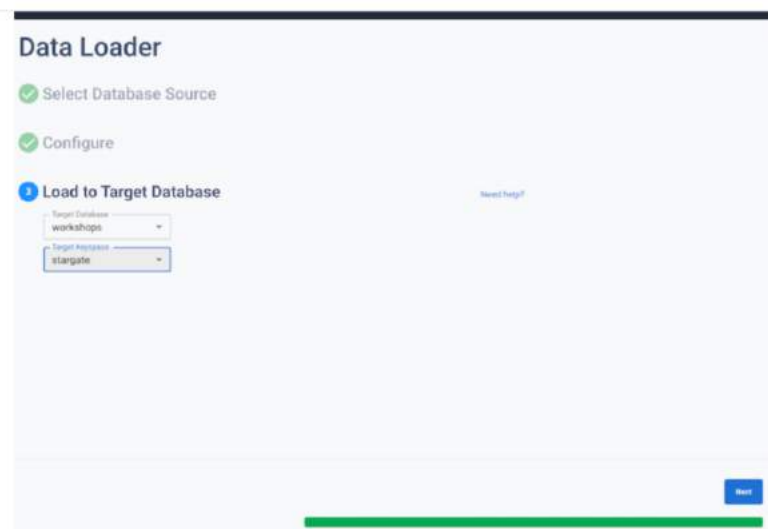 Data Loader
Select Database Source
Configure
3 Load to Target Database
Need help?
Target Database
workshops
Target Keyspace
stargate
Next